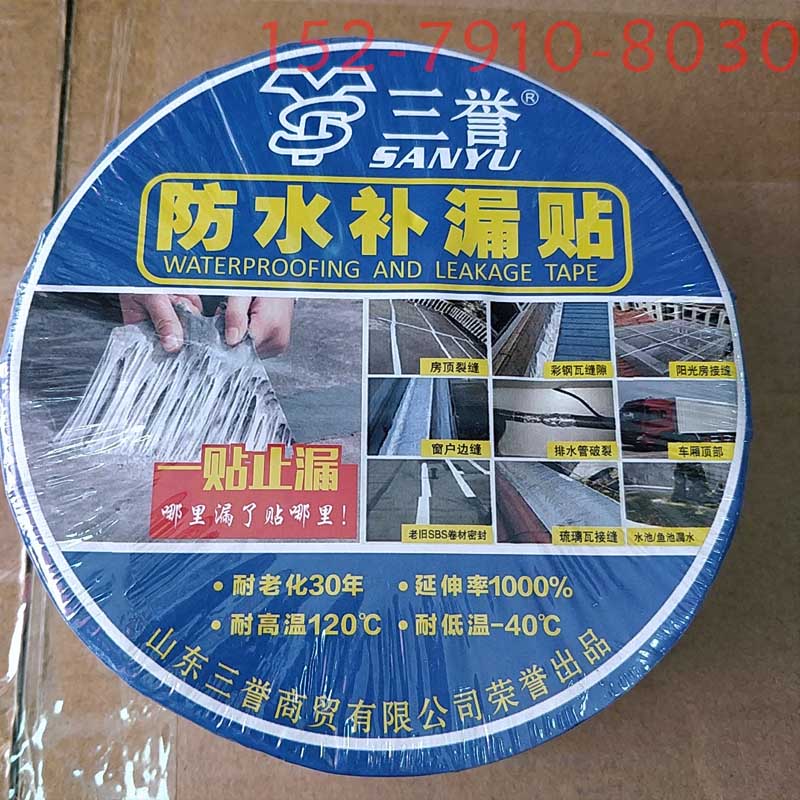 152-7910-8030
三誉®
SANYU
防水补漏贴
WATERPROOFING AND LEAKAGE TAPE
房顶裂缝
彩钢瓦缝隙
阳光房接缝
窗户边缝
排水管破裂
车厢顶部
一贴止漏
哪里漏了贴哪里!
老旧SBS卷材密封
琉璃瓦接缝
水池/鱼池漏水
•耐老化30年 •延伸率1000%
•耐高温120℃ •耐低温-40℃
山东三誉商贸有限公司荣誉出品